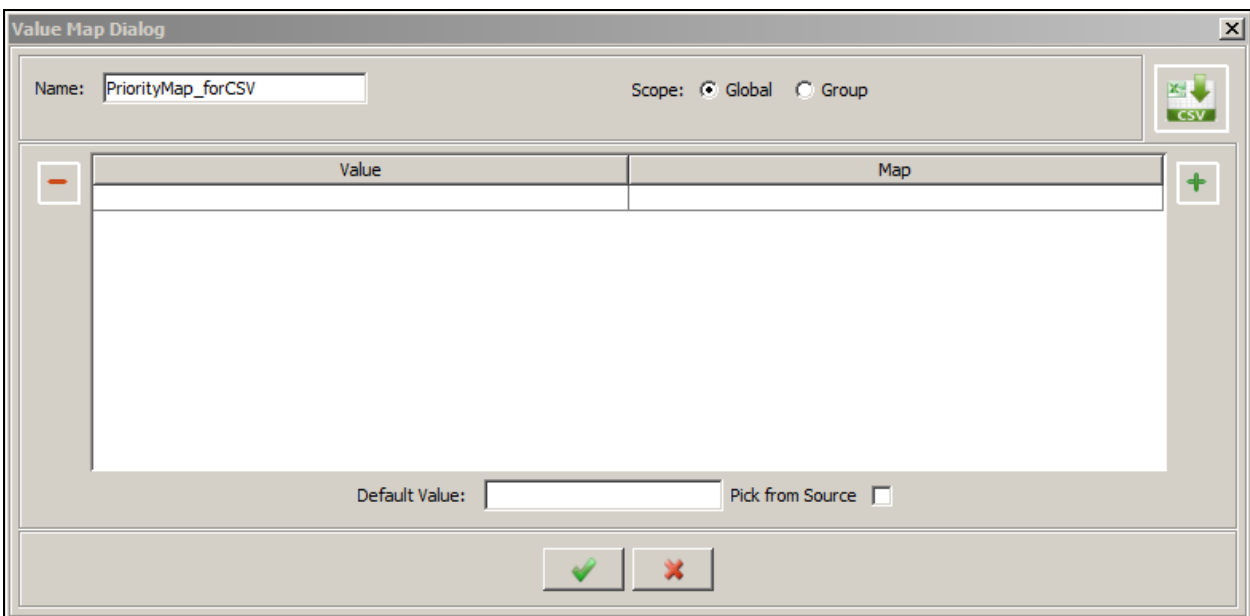 Value Map Dialog
Name: PriorityMap_forCSV Scope: Global Group
CSV
Value Map
Default Value: Pick from Source